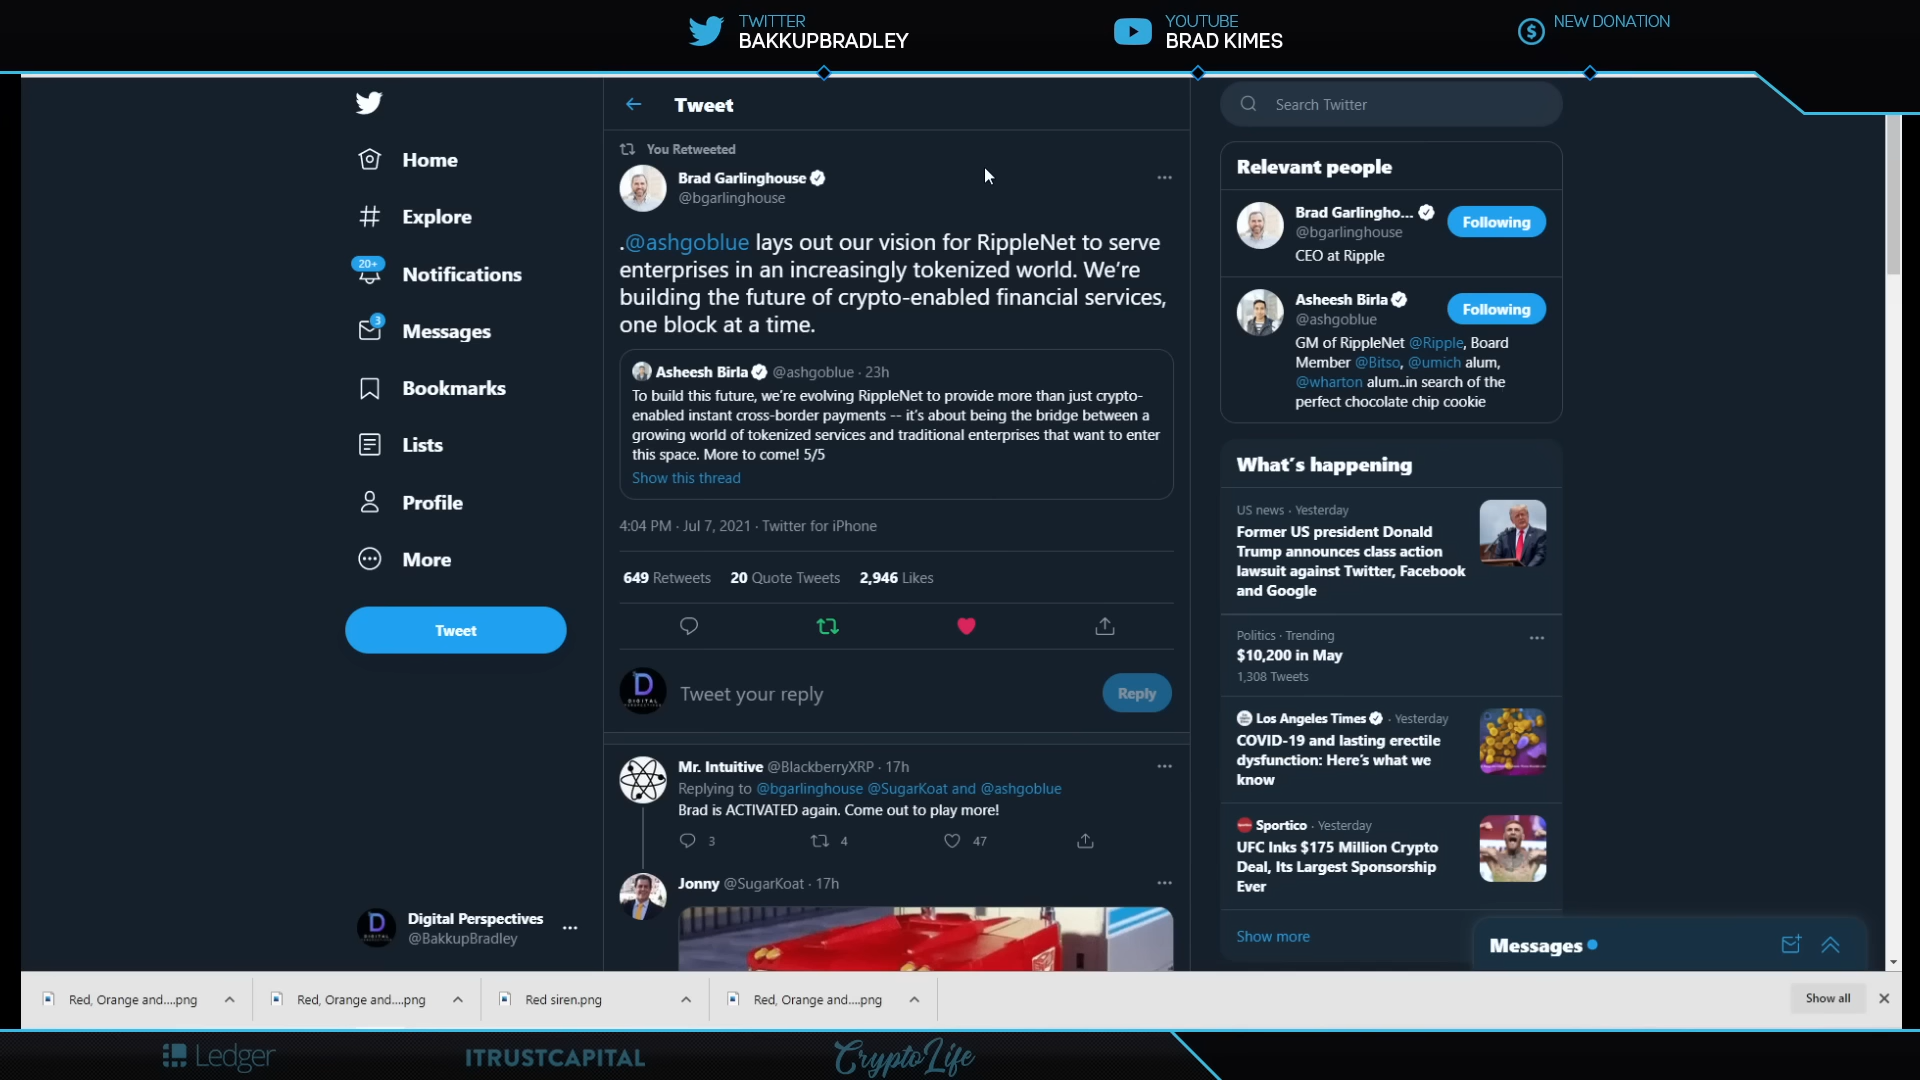 TWITTER
BAKKUPBRADLEY
YOUTUBE
BRAD KIMES
NEW DONATION
Home
Explore
20+
Notifications
3
Messages
Bookmarks
Lists
Profile
More
Tweet
Digital Perspectives
@BakkupBradley
Tweet
You Retweeted
Brad Garlinghouse
@bgarlinghouse
.@ashgoblue lays out our vision for RippleNet to serve
enterprises in an increasingly tokenized world. We're
building the future of crypto-enabled financial services,
one block at a time.
Asheesh Birla @ashgoblue · 23h
To build this future, we're evolving RippleNet to provide more than just crypto-
enabled instant cross-border payments -- it's about being the bridge between a
growing world of tokenized services and traditional enterprises that want to enter
this space. More to come! 5/5
Show this thread
4:04 PM · Jul 7, 2021 · Twitter for iPhone
649 Retweets 20 Quote Tweets 2,946 Likes
D
DIGITAL
Tweet your reply
Reply
Mr. Intuitive @BlackberryXRP · 17h
Replying to @bgarlinghouse @SugarKoat and @ashgoblue
Brad is ACTIVATED again. Come out to play more!
3 4 47
Jonny @SugarKoat · 17h
Search Twitter
Relevant people
Brad Garlingho...
@bgarlinghouse
Following
CEO at Ripple
Asheesh Birla
@ashgoblue
Following
GM of RippleNet @Ripple, Board
Member @Bitso, @umich alum,
@wharton alum..in search of the
perfect chocolate chip cookie
What's happening
US news · Yesterday
Former US president Donald
Trump announces class action
lawsuit against Twitter, Facebook
and Google
Politics · Trending
$10,200 in May
1,308 Tweets
Los Angeles Times · Yesterday
COVID-19 and lasting erectile
dysfunction: Here's what we
know
Sportico · Yesterday
UFC Inks $175 Million Crypto
Deal, Its Largest Sponsorship
Ever
Show more
Messages
Red, Orange and....png
Red, Orange and....png
Red siren.png
Red, Orange and....png
Show all
Ledger
ITRUSTCAPITAL
CryptoLife